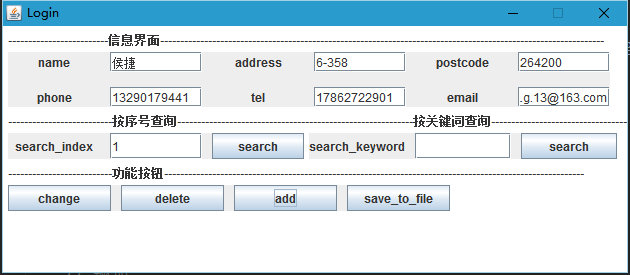 Login
信息界面
name 侯捷 address 6-358 postcode 264200
phone 13290179441 tel 17862722901 email .g.13@163.com
按序号查询 按关键词查询
search_index 1 search search_keyword search
功能按钮
change delete add save_to_file